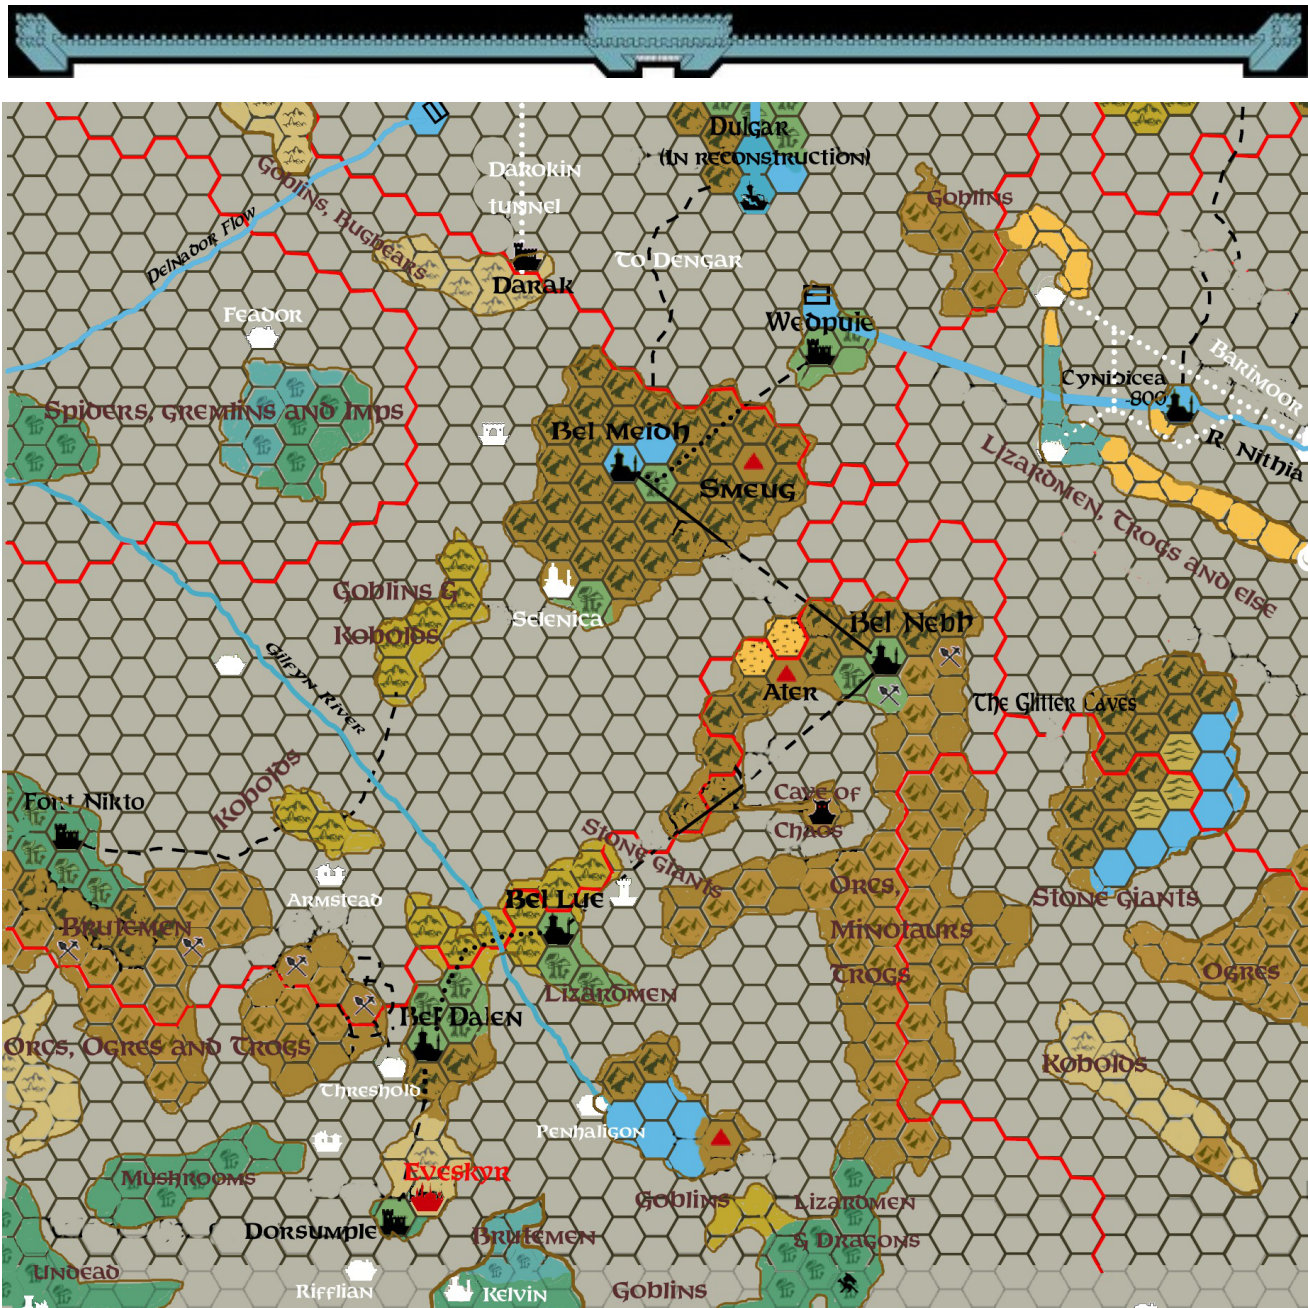 Dulgar
(In reconstruction)
Darokin
tunnel
Goblins, Bugbears
Goblins
Delnador Flow
To Dengar
Darak
Feador
Wedpule
Barimoor
Cynidicea
-800
Spiders, gremlins and Imps
Bel Meidh
R. Nithia
Smeug
Lizardmen, Trogs and else
Goblins &
Kobolds
Selenica
Bel Nebh
Gilfyn River
Ater
The Glitter Caves
Kobolds
Fort Nikto
Cave of
Chaos
Stone Giants
Armstead
Bel Lue
Orcs,
Minotaurs
Trogs
Stone giants
Brutemen
Ogres
Lizardmen
Bel Dalen
Orcs, Ogres and Trogs
Kobolds
Threshold
Penhaligon
Eveskyr
Mushrooms
Goblins
Lizardmen
& Dragons
Dorsumple
Brutemen
Undead
Rifflian
Kelvin
Goblins